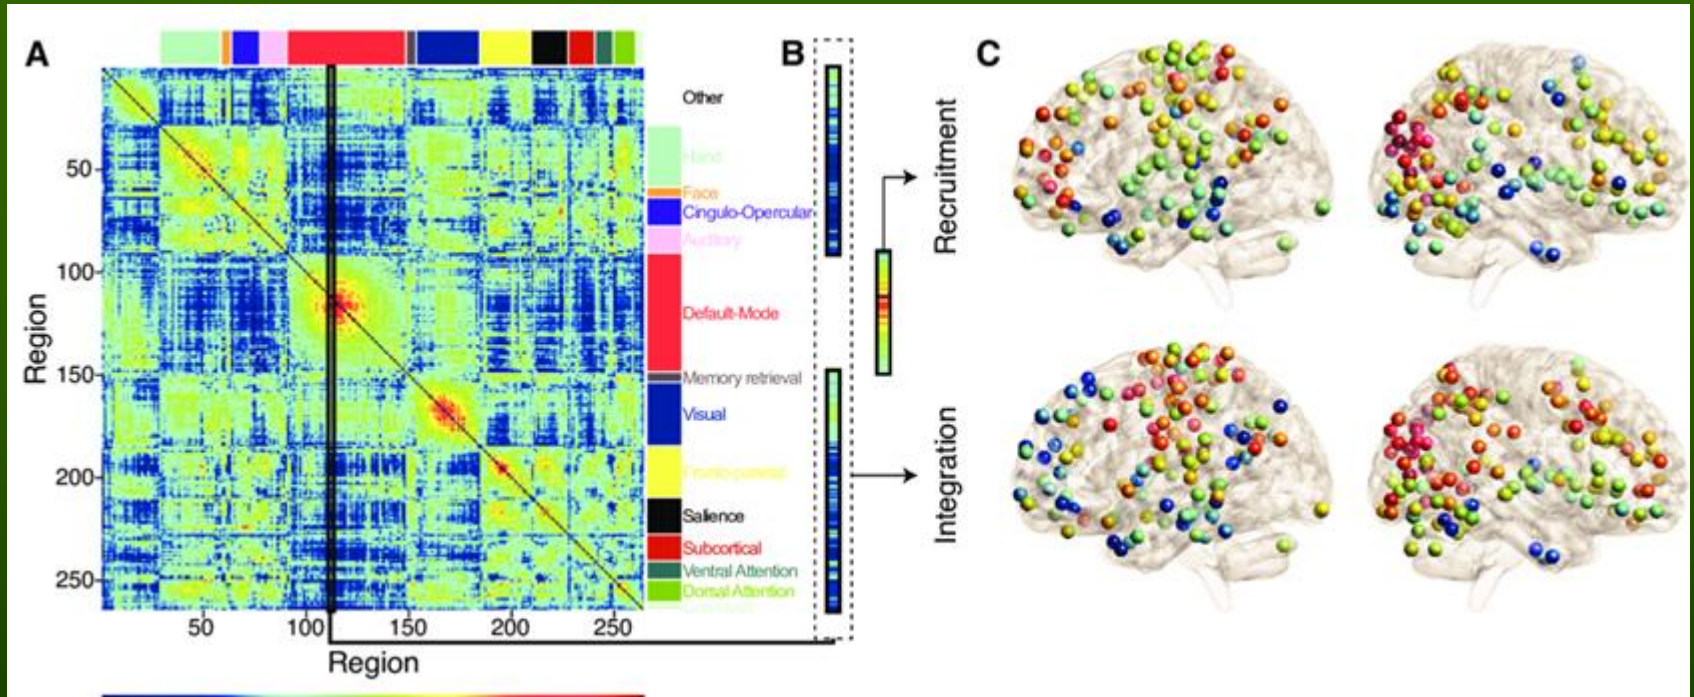 A
B
C
Other
Hand
Face
Cingulo-Opercular
Auditory
Default-Mode
Memory retrieval
Visual
Fronto-parietal
Salience
Subcortical
Ventral Attention
Dorsal Attention
50
100
150
200
250
Region
50 100 150 200 250
Region
Recruitment
Integration